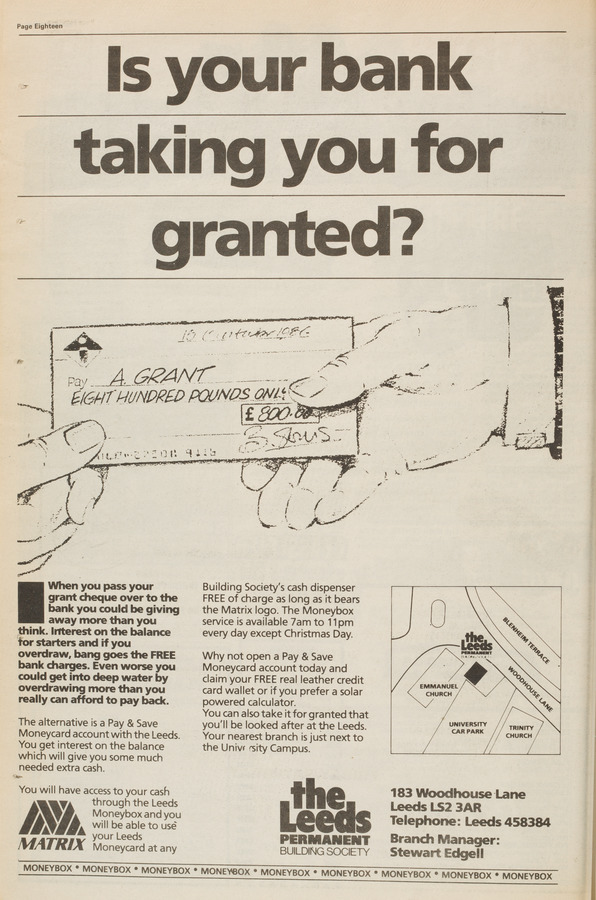 Page Eighteen
Is your bank
taking you for
granted?
1986
Pay A. GRANT
EIGHT HUNDRED POUNDS ONLY
£ 800.00
When you pass your
grant cheque over to the
bank you could be giving
away more than you
think. Interest on the balance
for starters and if you
overdraw, bang goes the FREE
bank charges. Even worse you
could get into deep water by
overdrawing more than you
really can afford to pay back.
The alternative is a Pay & Save
Moneycard account with the Leeds.
You get interest on the balance
which will give you some much
needed extra cash.
You will have access to your cash
through the Leeds
Moneybox and you
will be able to use
your Leeds
Moneycard at any
MATRIX
Building Society's cash dispenser
FREE of charge as long as it bears
the Matrix logo. The Moneybox
service is available 7am to 11pm
every day except Christmas Day.
Why not open a Pay & Save
Moneycard account today and
claim your FREE real leather credit
card wallet or if you prefer a solar
powered calculator.
You can also take it for granted that
you'll be looked after at the Leeds.
Your nearest branch is just next to
the University Campus.
the
Leeds
PERMANENT
BLENHEIM TERRACE
WOODHOUSE LANE
EMMANUEL
CHURCH
UNIVERSITY
CAR PARK
TRINITY
CHURCH
the
Leeds
PERMANENT
BUILDING SOCIETY
183 Woodhouse Lane
Leeds LS2 3AR
Telephone: Leeds 458384
Branch Manager:
Stewart Edgell
MONEYBOX * MONEYBOX * MONEYBOX * MONEYBOX * MONEYBOX * MONEYBOX * MONEYBOX * MONEYBOX * MONEYBOX